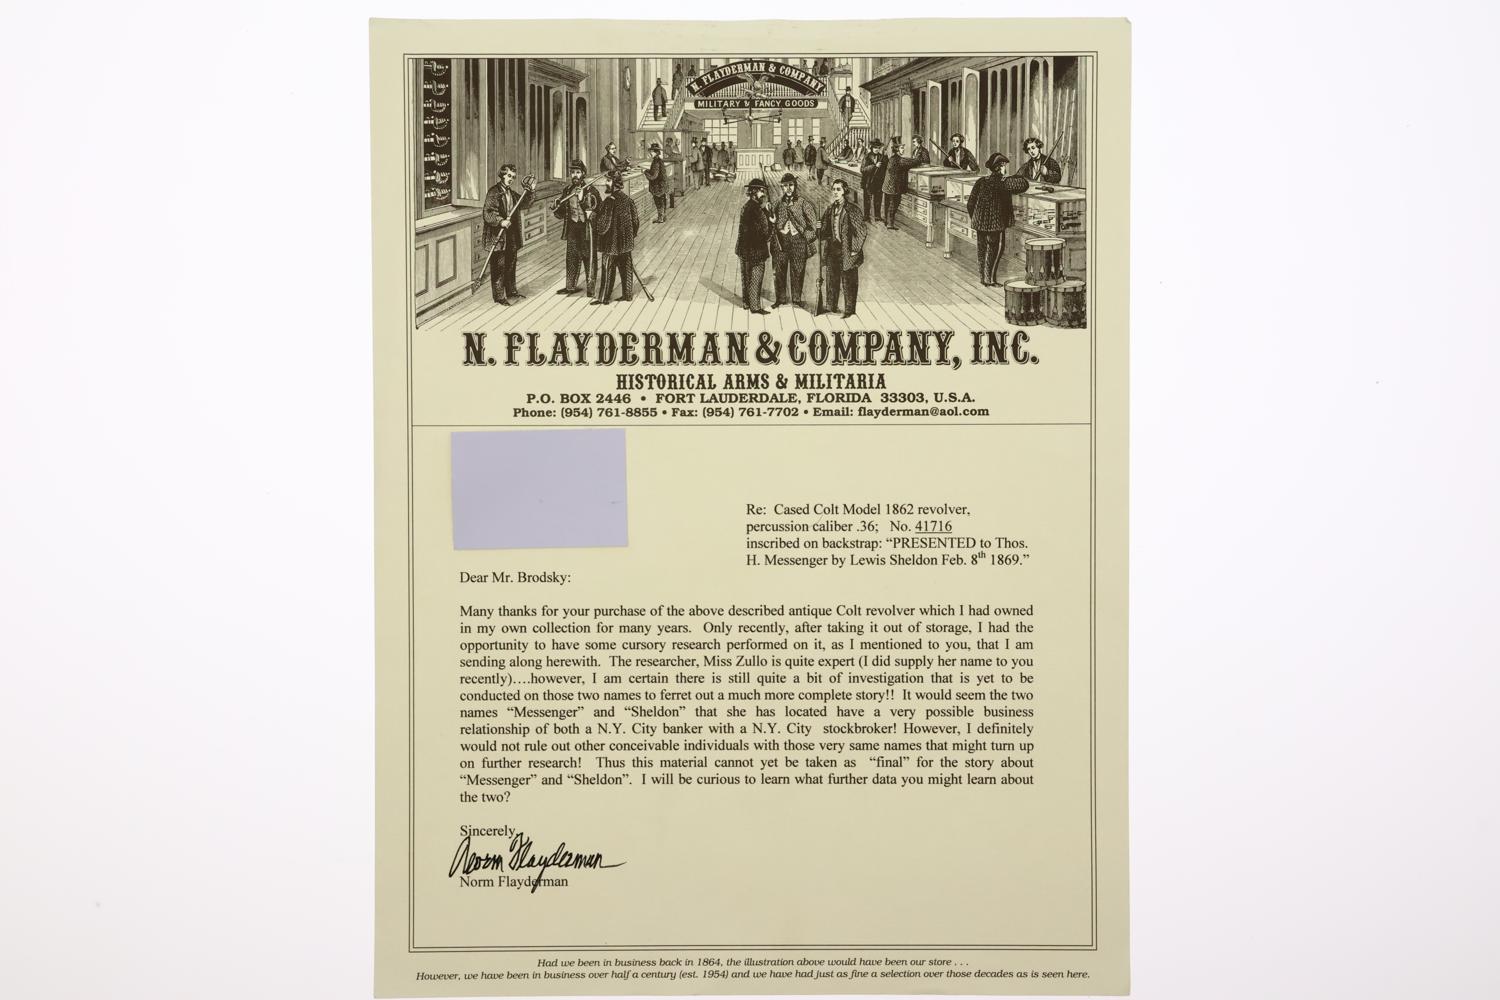 N. FLAYDERMAN & COMPANY
MILITARY & FANCY GOODS
N. FLAYDERMAN & COMPANY, INC.
HISTORICAL ARMS & MILITARIA
P.O. BOX 2446 • FORT LAUDERDALE, FLORIDA 33303, U.S.A.
Phone: (954) 761-8855 • Fax: (954) 761-7702 • Email: flayderman@aol.com
Re: Cased Colt Model 1862 revolver,
percussion caliber .36; No. 41716
inscribed on backstrap: “PRESENTED to Thos.
H. Messenger by Lewis Sheldon Feb. 8th 1869.”
Dear Mr. Brodsky:
Many thanks for your purchase of the above described antique Colt revolver which I had owned
in my own collection for many years. Only recently, after taking it out of storage, I had the
opportunity to have some cursory research performed on it, as I mentioned to you, that I am
sending along herewith. The researcher, Miss Zullo is quite expert (I did supply her name to you
recently)….however, I am certain there is still quite a bit of investigation that is yet to be
conducted on those two names to ferret out a much more complete story!! It would seem the two
names “Messenger” and “Sheldon” that she has located have a very possible business
relationship of both a N.Y. City banker with a N.Y. City stockbroker! However, I definitely
would not rule out other conceivable individuals with those very same names that might turn up
on further research! Thus this material cannot yet be taken as “final” for the story about
“Messenger” and “Sheldon”. I will be curious to learn what further data you might learn about
the two?
Sincerely,
Norm Flayderman
Norm Flayderman
Had we been in business back in 1864, the illustration above would have been our store . . .
However, we have been in business over half a century (est. 1954) and we have had just as fine a selection over those decades as is seen here.